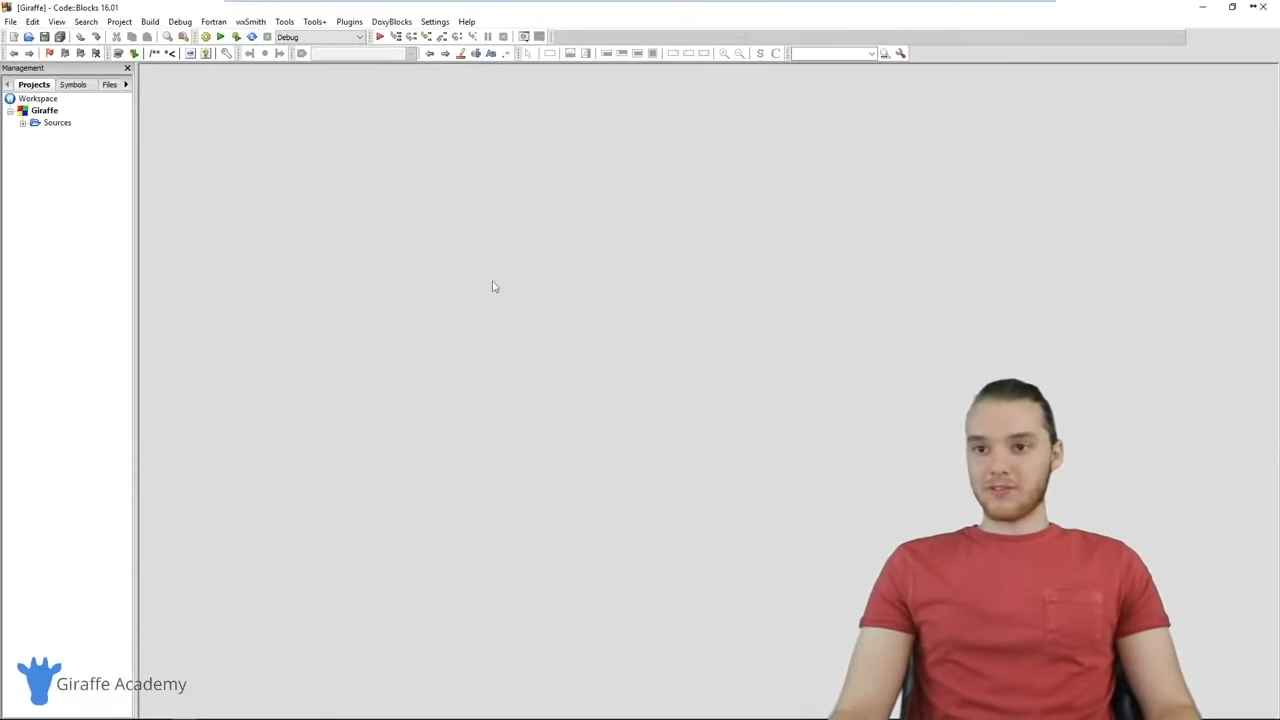 [Giraffe] - Code::Blocks 16.01
File Edit View Search Project Build Debug Fortran wxSmith Tools Tools+ Plugins DoxyBlocks Settings Help
Debug
Management
Projects Symbols Files
Workspace
Giraffe
Sources
Giraffe Academy